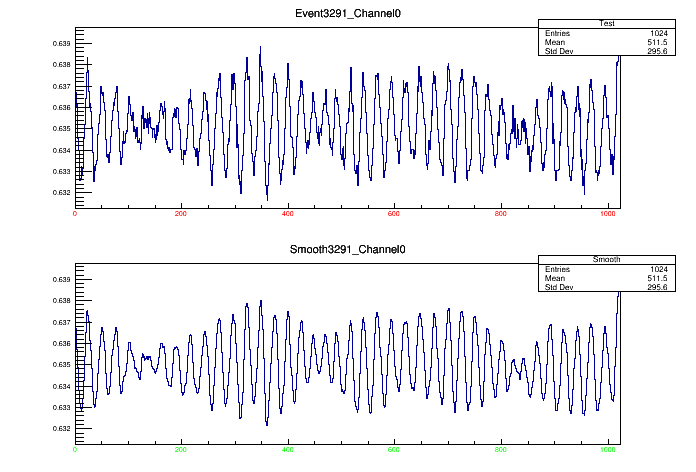 Event3291_Channel0
Test
Entries 1024
Mean 511.5
Std Dev 295.6
0.639
0.638
0.637
0.636
0.635
0.634
0.633
0.632
0 200 400 600 800 1000
Smooth3291_Channel0
Smooth
Entries 1024
Mean 511.5
Std Dev 295.6
0.639
0.638
0.637
0.636
0.635
0.634
0.633
0.632
0 200 400 600 800 1000